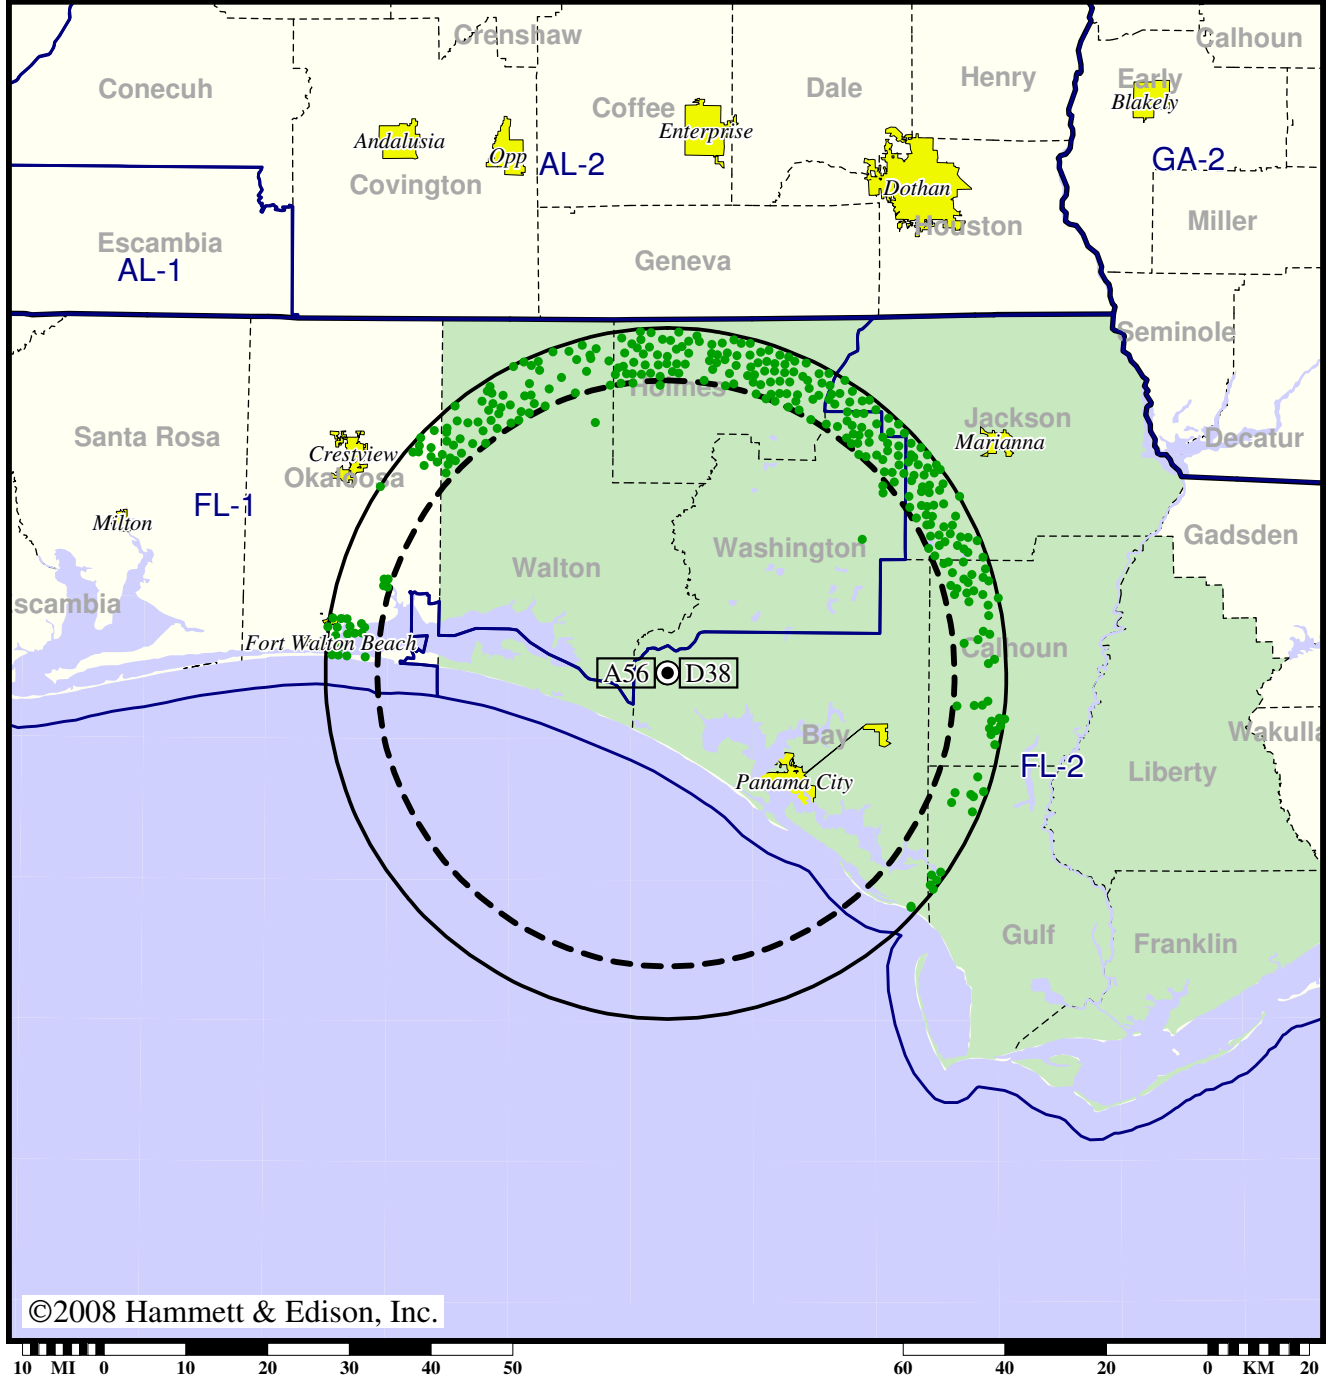 Crenshaw
Calhoun
Conecuh
Dale
Henry
Early
Blakely
Coffee
Enterprise
Andalusia
Opp
AL-2
GA-2
Covington
Dothan
Houston
Miller
Escambia
AL-1
Geneva
Seminole
Holmes
Jackson
Marianna
Decatur
Santa Rosa
Crestview
Okaloosa
FL-1
Milton
Gadsden
Washington
Walton
scambia
Fort Walton Beach
Calhoun
A56
D38
Bay
Wakulla
FL-2
Liberty
Panama City
Gulf
Franklin
©2008 Hammett & Edison, Inc.
10 MI 0 10 20 30 40 50 60 40 20 0 KM 20